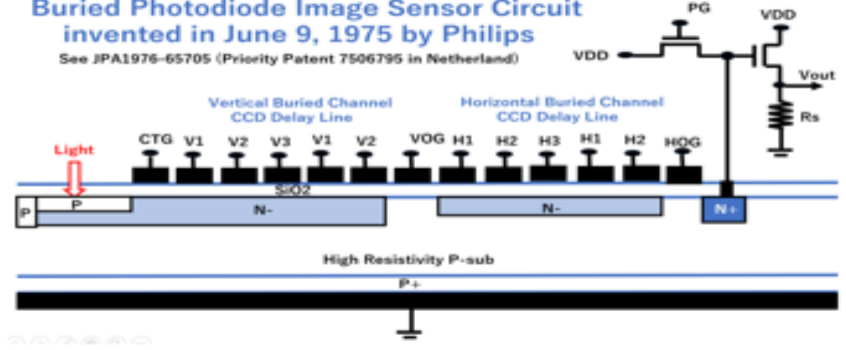 Buried Photodiode Image Sensor Circuit
invented in June 9, 1975 by Philips
See JPA1976-65705 (Priority Patent 7506795 in Netherland)
PG
VDD
VDD
Vout
Rs
Vertical Buried Channel
CCD Delay Line
Horizontal Buried Channel
CCD Delay Line
Light
CTG V1 V2 V3 V1 V2 VOG H1 H2 H3 H1 H2 HOG
SiO2
P
P
N-
N-
N+
High Resistivity P-sub
P+